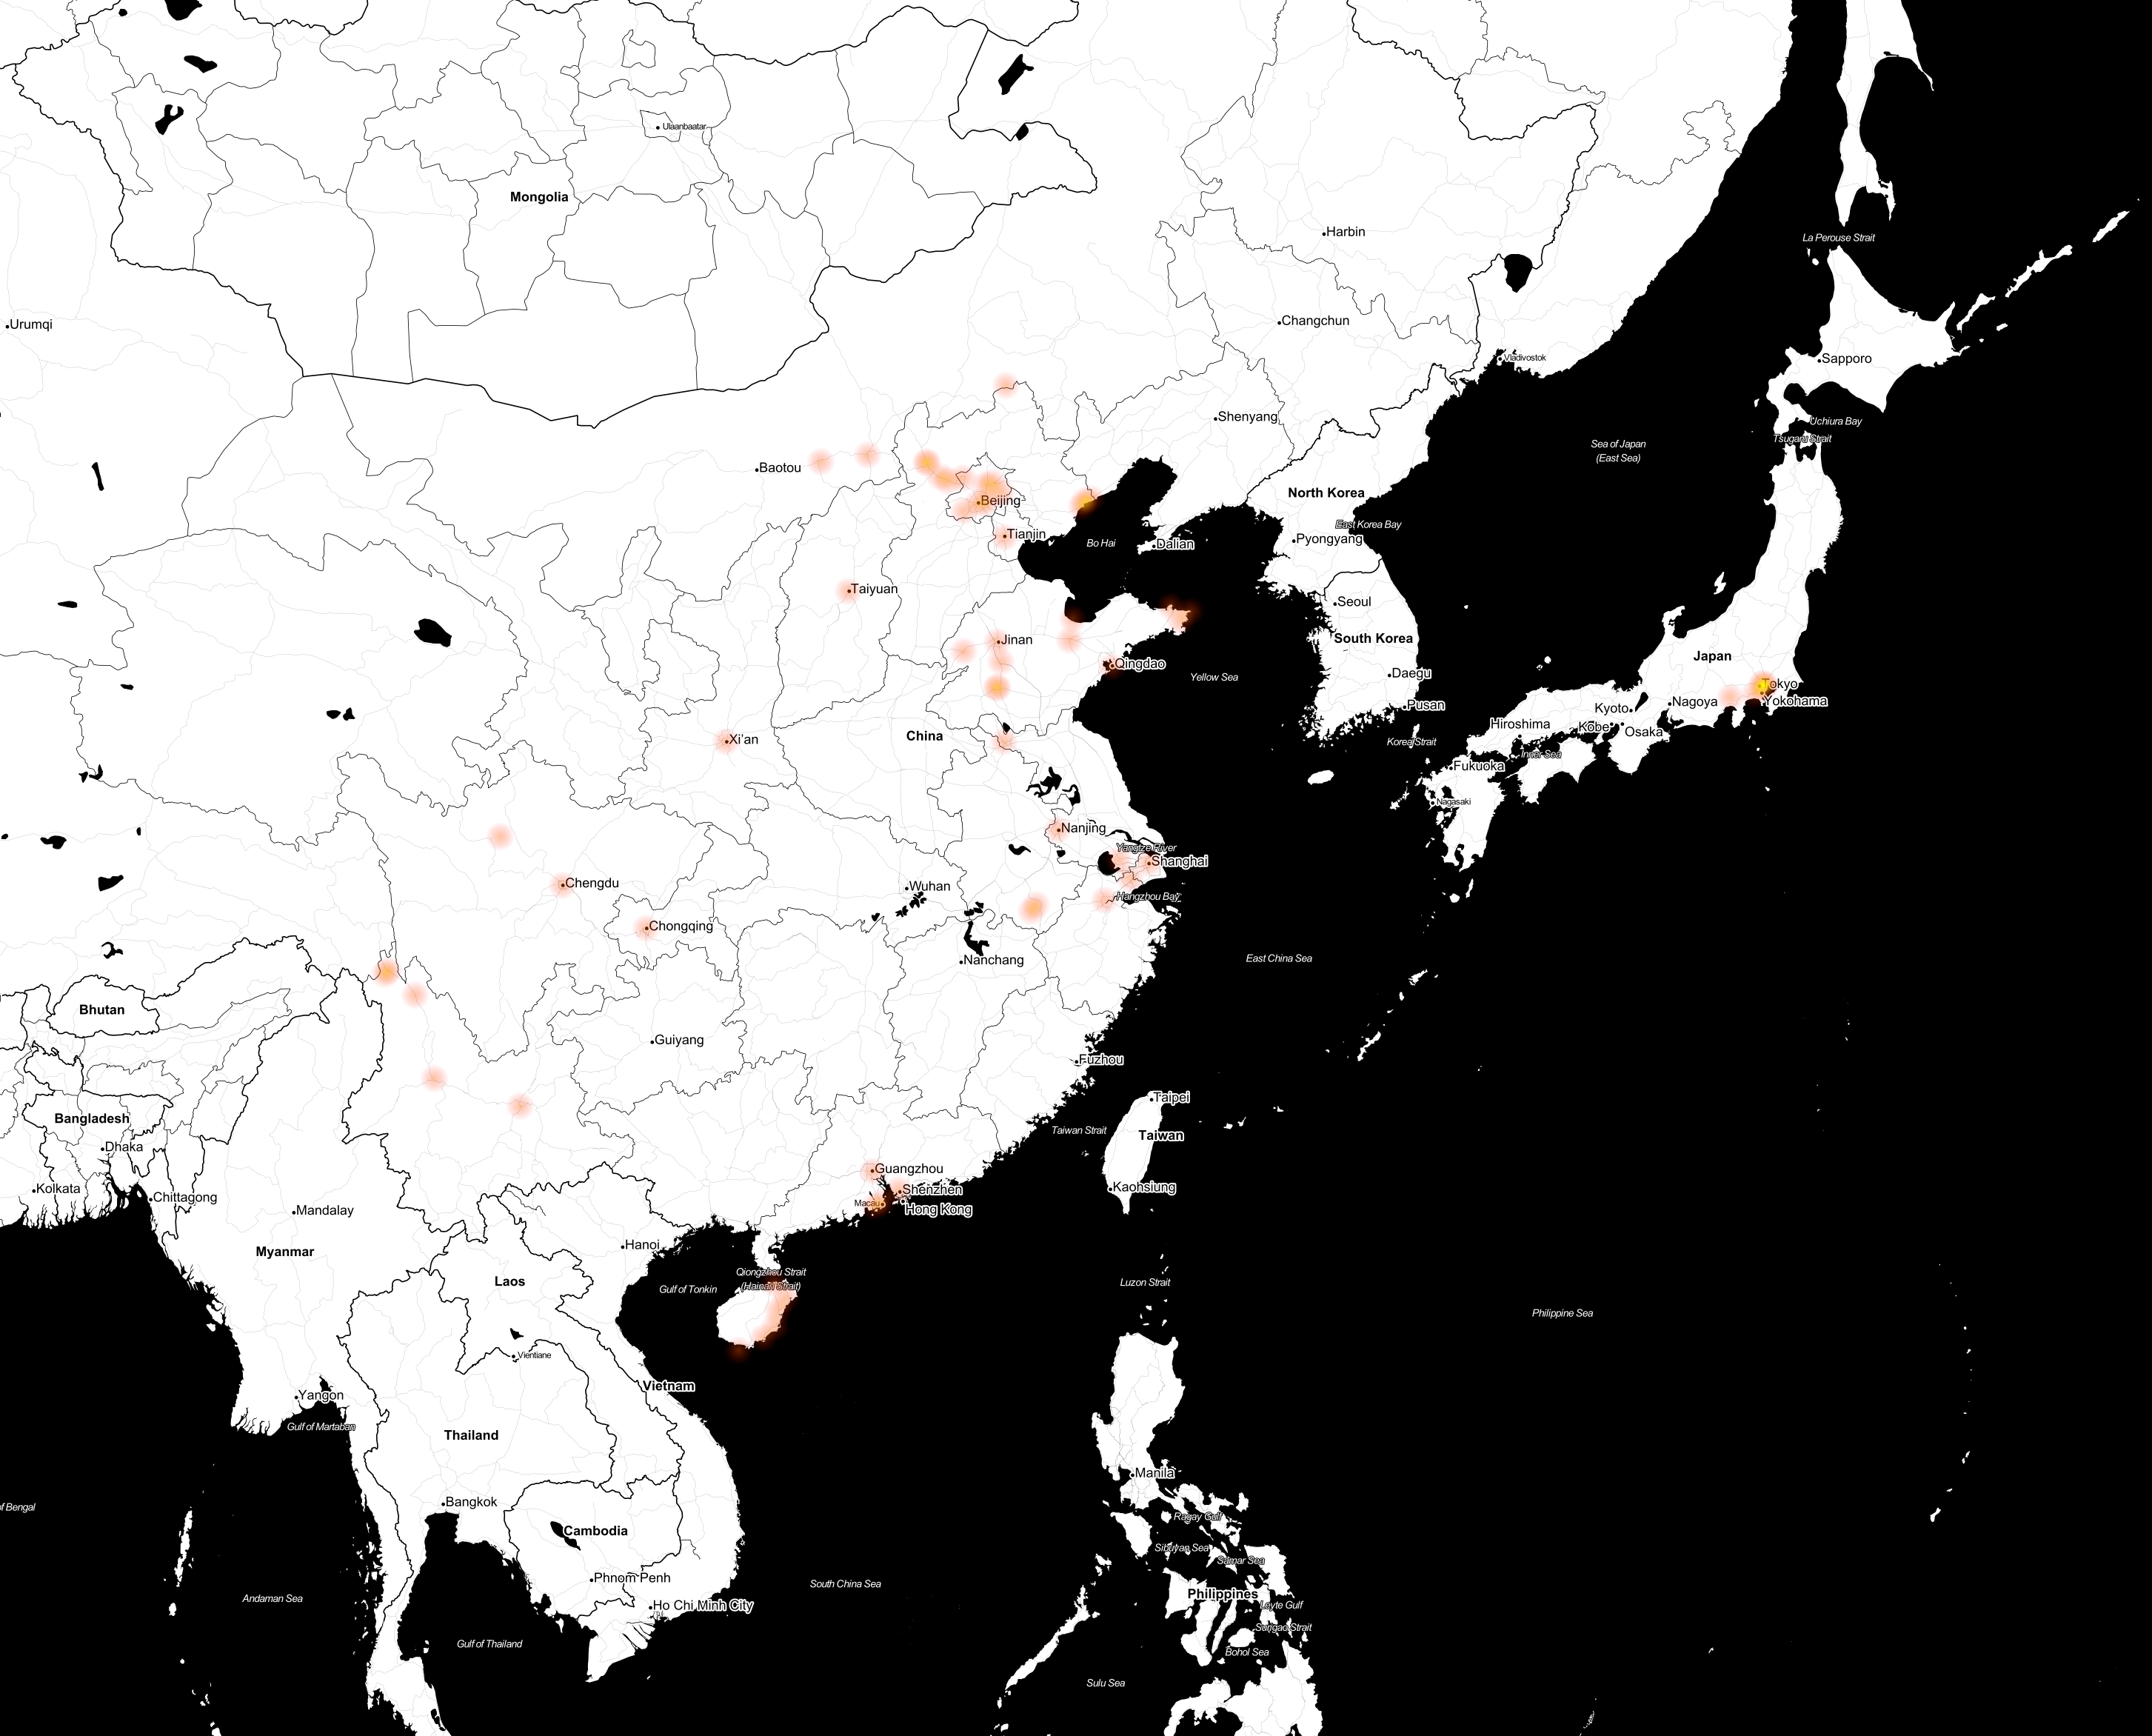 Ulaanbaatar
Mongolia
Harbin
La Perouse Strait
Urumqi
Changchun
Vladivostok
Sapporo
Shenyang
Uchiura Bay
Tsugaru Strait
Sea of Japan
(East Sea)
Baotou
Beijing
North Korea
East Korea Bay
Tianjin
Bo Hai
Dalian
Pyongyang
Taiyuan
Seoul
Jinan
South Korea
Qingdao
Yellow Sea
Japan
Daegu
Tokyo
Yokohama
Nagoya
Pusan
Kyoto
Hiroshima
Kobe
Osaka
China
Xi'an
Korea Strait
Inner Sea
Fukuoka
Nagasaki
Nanjing
Yangtze River
Shanghai
Chengdu
Wuhan
Hangzhou Bay
Chongqing
Nanchang
East China Sea
Bhutan
Guiyang
Fuzhou
Taipei
Bangladesh
Taiwan Strait
Taiwan
Dhaka
Guangzhou
Kolkata
Chittagong
Shenzhen
Kaohsiung
Macau
Hong Kong
Mandalay
Myanmar
Hanoi
Qiongzhou Strait
(Hainan Strait)
Laos
Gulf of Tonkin
Luzon Strait
Philippine Sea
Vientiane
Vietnam
Yangon
Gulf of Martaban
Thailand
Manila
Bangkok
of Bengal
Ragay Gulf
Cambodia
Sibuyan Sea
Samar Sea
Phnom Penh
South China Sea
Philippines
Andaman Sea
Ho Chi Minh City
Leyte Gulf
Surigao Strait
Gulf of Thailand
Bohol Sea
Sulu Sea